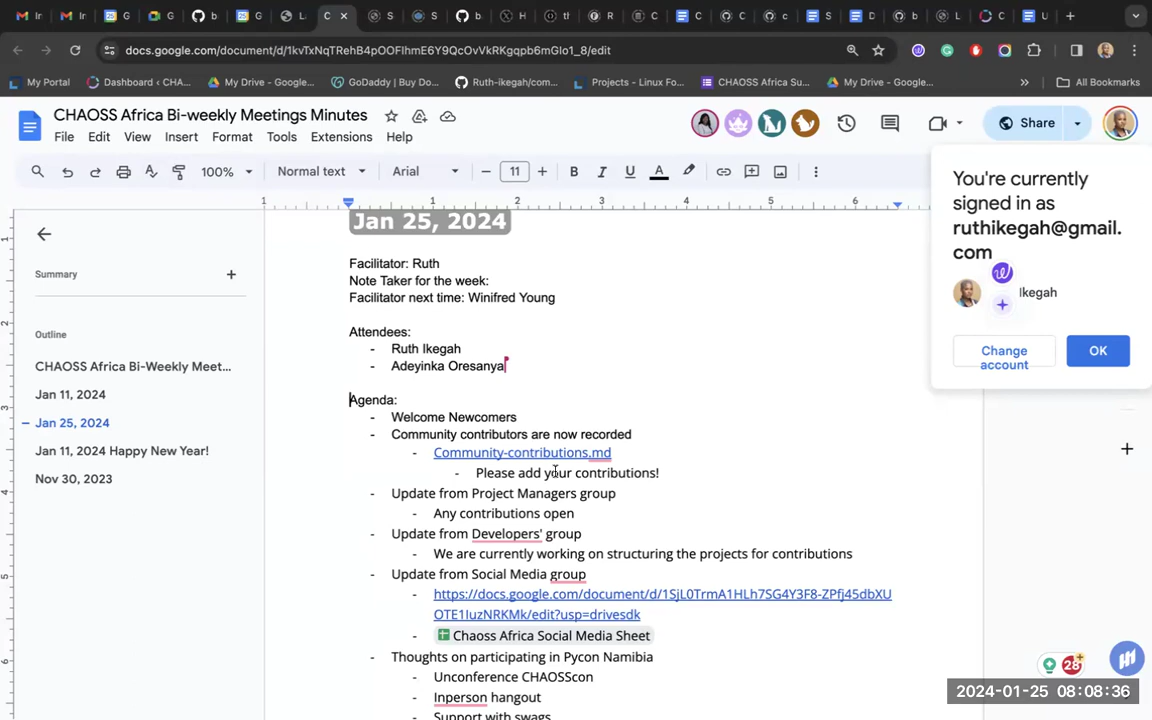 docs.google.com/document/d/1kvTxNqTRehB4pOOFIhmE6Y9QcOvVkRKgqpb6mGIo1_8/edit
My Portal
Dashboard ‹ CHA...
My Drive - Google...
GoDaddy | Buy Do...
Ruth-ikegah/com...
Projects - Linux Fo...
CHAOSS Africa Su...
My Drive - Google...
All Bookmarks
CHAOSS Africa Bi-weekly Meetings Minutes
File Edit View Insert Format Tools Extensions Help
Share
100% Normal text Arial 11
You're currently
signed in as
ruthikegah@gmail.
com
Ikegah
Change
account
OK
Summary
Outline
CHAOSS Africa Bi-Weekly Meet...
Jan 11, 2024
Jan 25, 2024
Jan 11, 2024 Happy New Year!
Nov 30, 2023
Jan 25, 2024
Facilitator: Ruth
Note Taker for the week:
Facilitator next time: Winifred Young
Attendees:
- Ruth Ikegah
- Adeyinka Oresanya
Agenda:
- Welcome Newcomers
- Community contributors are now recorded
- Community-contributions.md
- Please add your contributions!
- Update from Project Managers group
- Any contributions open
- Update from Developers' group
- We are currently working on structuring the projects for contributions
- Update from Social Media group
- https://docs.google.com/document/d/1SjL0TrmA1HLh7SG4Y3F8-ZPfj45dbXU
OTE1IuzNRKMk/edit?usp=drivesdk
- Chaoss Africa Social Media Sheet
- Thoughts on participating in Pycon Namibia
- Unconference CHAOSScon
- Inperson hangout
- Support with swags
28
2024-01-25 08:08:36